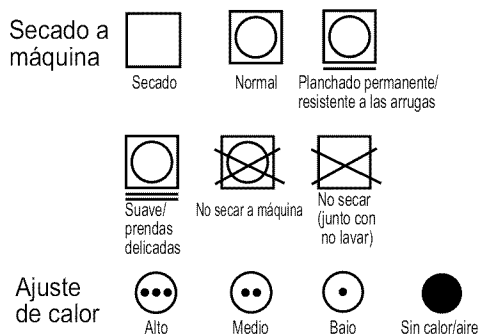 Secado a
máquina
Secado
Normal
Planchado permanente/
resistente a las arrugas
Suave/
prendas
delicadas
No secar a máquina
No secar
(junto con
no lavar)
Ajuste
de calor
Alto
Medio
Bajo
Sin calor/aire